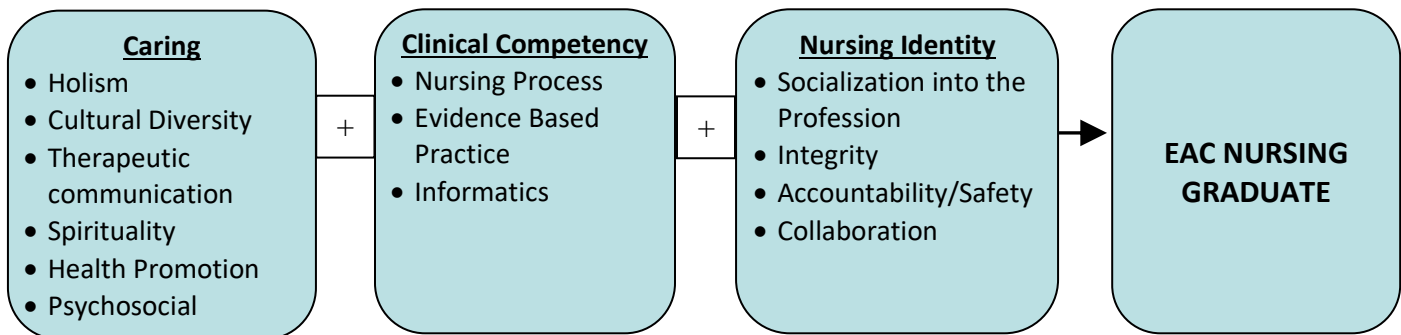 Caring
• Holism
• Cultural Diversity
• Therapeutic
communication
• Spirituality
• Health Promotion
• Psychosocial
+
Clinical Competency
• Nursing Process
• Evidence Based
Practice
• Informatics
+
Nursing Identity
• Socialization into the
Profession
• Integrity
• Accountability/Safety
• Collaboration
EAC NURSING
GRADUATE